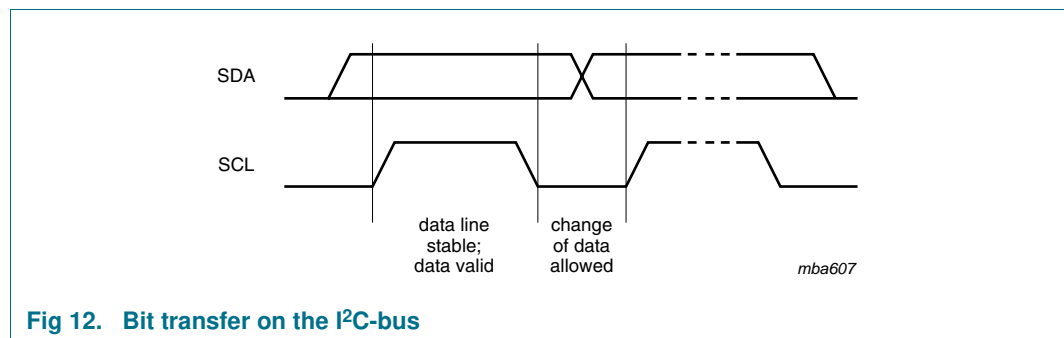 SDA
SCL
data line
stable;
data valid
change
of data
allowed
mba607
Fig 12. Bit transfer on the I²C-bus